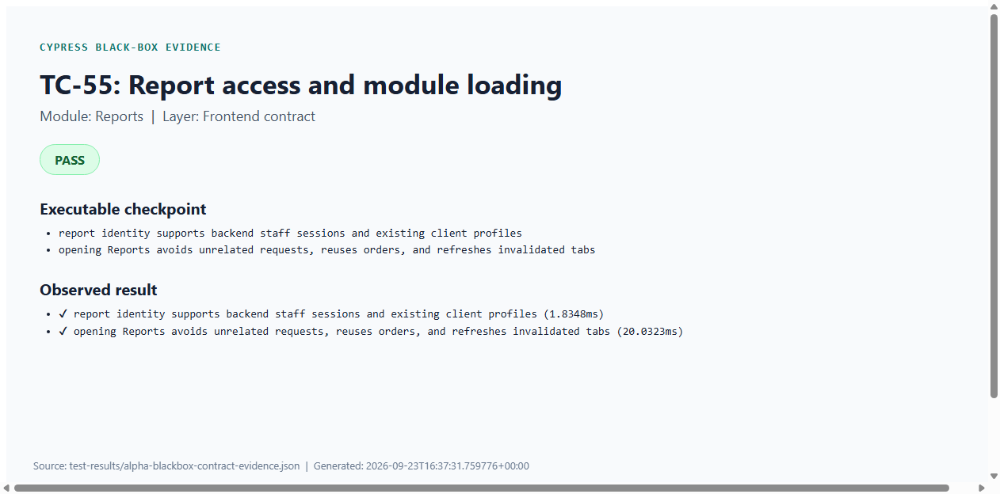 CYPRESS BLACK-BOX EVIDENCE
TC-55: Report access and module loading
Module: Reports | Layer: Frontend contract
PASS
Executable checkpoint
• report identity supports backend staff sessions and existing client profiles
• opening Reports avoids unrelated requests, reuses orders, and refreshes invalidated tabs
Observed result
• ✓ report identity supports backend staff sessions and existing client profiles (1.8348ms)
• ✓ opening Reports avoids unrelated requests, reuses orders, and refreshes invalidated tabs (20.0323ms)
Source: test-results/alpha-blackbox-contract-evidence.json | Generated: 2026-09-23T16:37:31.759776+00:00